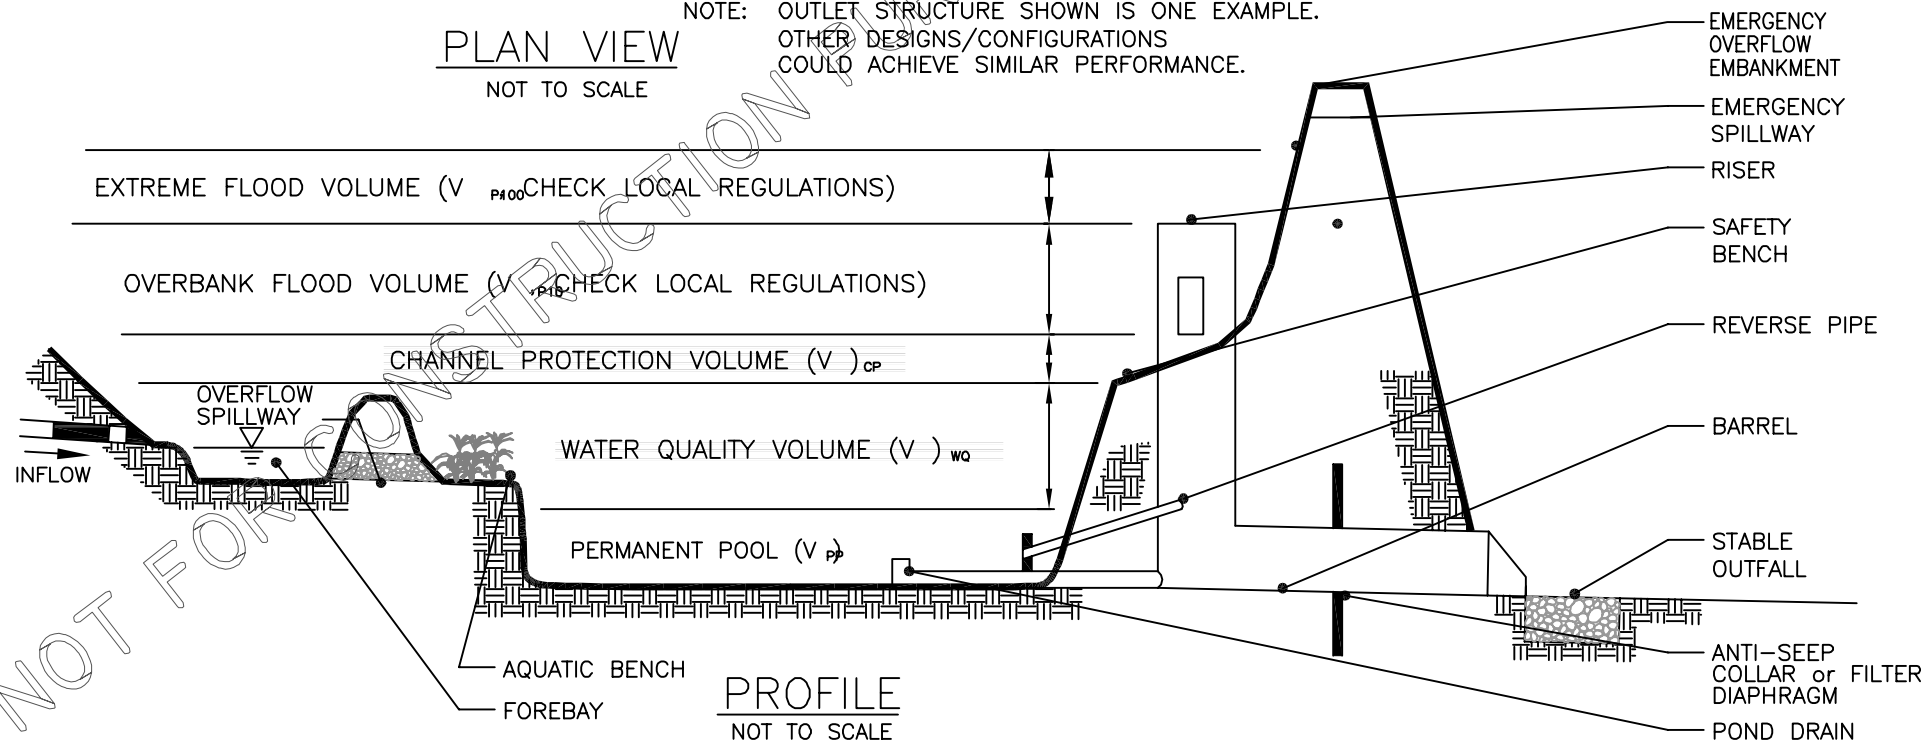 NOTE: OUTLET STRUCTURE SHOWN IS ONE EXAMPLE.
OTHER DESIGNS/CONFIGURATIONS
COULD ACHIEVE SIMILAR PERFORMANCE.
PLAN VIEW
NOT TO SCALE
EMERGENCY
OVERFLOW
EMBANKMENT
EMERGENCY
SPILLWAY
RISER
EXTREME FLOOD VOLUME (V CHECK LOCAL REGULATIONS)
SAFETY
BENCH
OVERBANK FLOOD VOLUME (V CHECK LOCAL REGULATIONS)
REVERSE PIPE
CHANNEL PROTECTION VOLUME (V )CP
OVERFLOW
SPILLWAY
BARREL
WATER QUALITY VOLUME (V )WQ
INFLOW
PERMANENT POOL (V )
STABLE
OUTFALL
AQUATIC BENCH
FOREBAY
ANTI-SEEP
COLLAR or FILTER
DIAPHRAGM
POND DRAIN
PROFILE
NOT TO SCALE
NOT FOR CONSTRUCTION